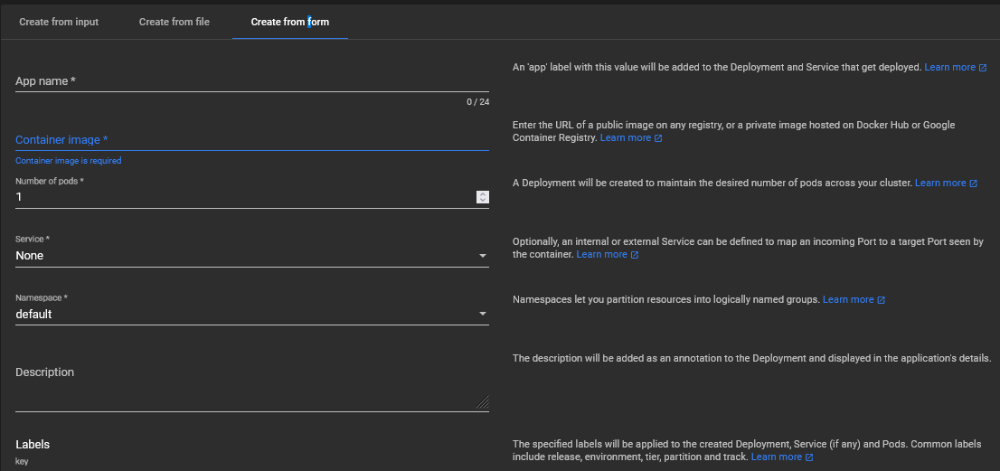 Create from input
Create from file
Create from form
App name *
0 / 24
An 'app' label with this value will be added to the Deployment and Service that get deployed. Learn more
Container image *
Container image is required
Enter the URL of a public image on any registry, or a private image hosted on Docker Hub or Google
Container Registry. Learn more
Number of pods *
1
A Deployment will be created to maintain the desired number of pods across your cluster. Learn more
Service *
None
Optionally, an internal or external Service can be defined to map an incoming Port to a target Port seen by
the container. Learn more
Namespace *
default
Namespaces let you partition resources into logically named groups. Learn more
Description
The description will be added as an annotation to the Deployment and displayed in the application's details.
Labels
key
The specified labels will be applied to the created Deployment, Service (if any) and Pods. Common labels
include release, environment, tier, partition and track. Learn more